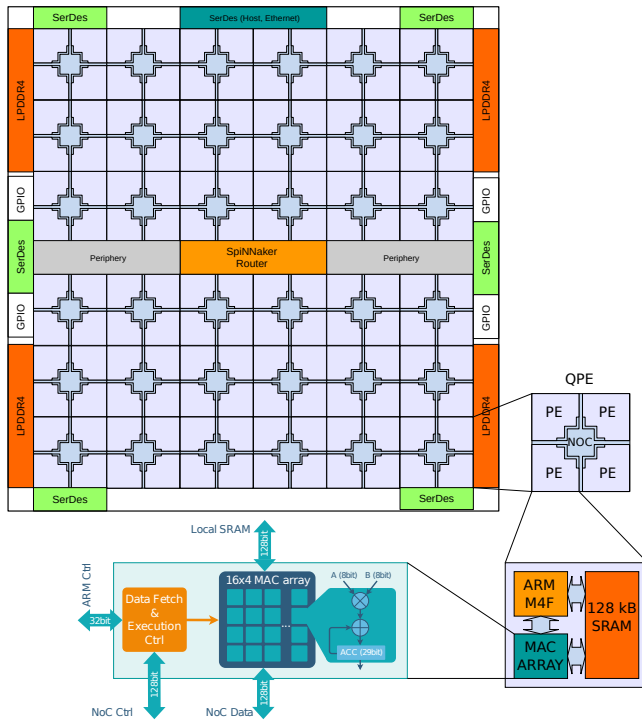 SerDes
SerDes (Host, Ethernet)
SerDes
LPDDR4
LPDDR4
GPIO
GPIO
SerDes
Periphery
SpiNNaker
Router
Periphery
SerDes
GPIO
GPIO
LPDDR4
LPDDR4
SerDes
SerDes
QPE
PE
PE
NOC
PE
PE
Local SRAM
128bit
ARM Ctrl
32bit
Data Fetch
&
Execution
Ctrl
16x4 MAC array
...
A (8bit)
B (8bit)
ACC (29bit)
128bit
128bit
NoC Ctrl
NoC Data
ARM
M4F
128 kB
SRAM
MAC
ARRAY